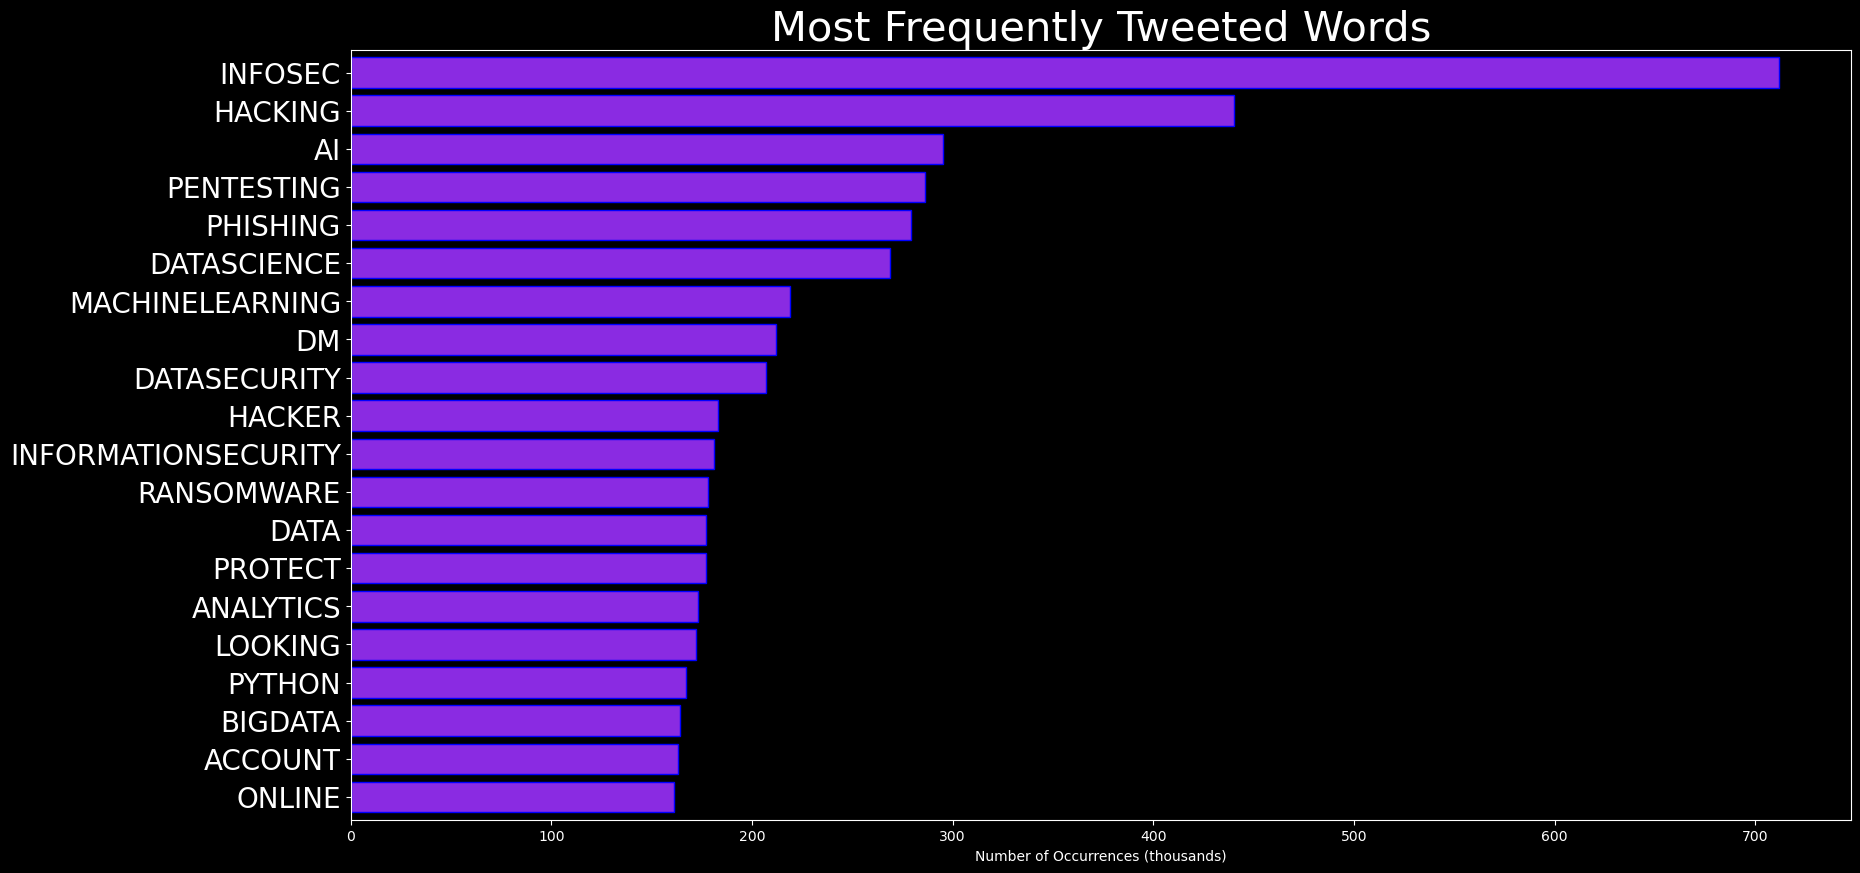 Most Frequently Tweeted Words
INFOSEC
HACKING
AI
PENTESTING
PHISHING
DATASCIENCE
MACHINELEARNING
DM
DATASECURITY
HACKER
INFORMATIONSECURITY
RANSOMWARE
DATA
PROTECT
ANALYTICS
LOOKING
PYTHON
BIGDATA
ACCOUNT
ONLINE
0 100 200 300 400 500 600 700
Number of Occurrences (thousands)